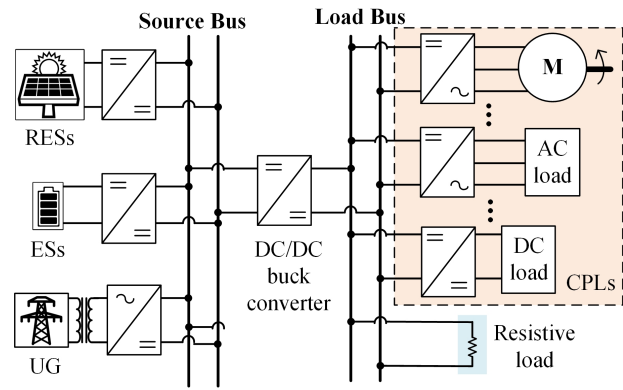 Source Bus
Load Bus
RESs
ESs
UG
DC/DC
buck
converter
M
AC
load
DC
load
CPLs
Resistive
load